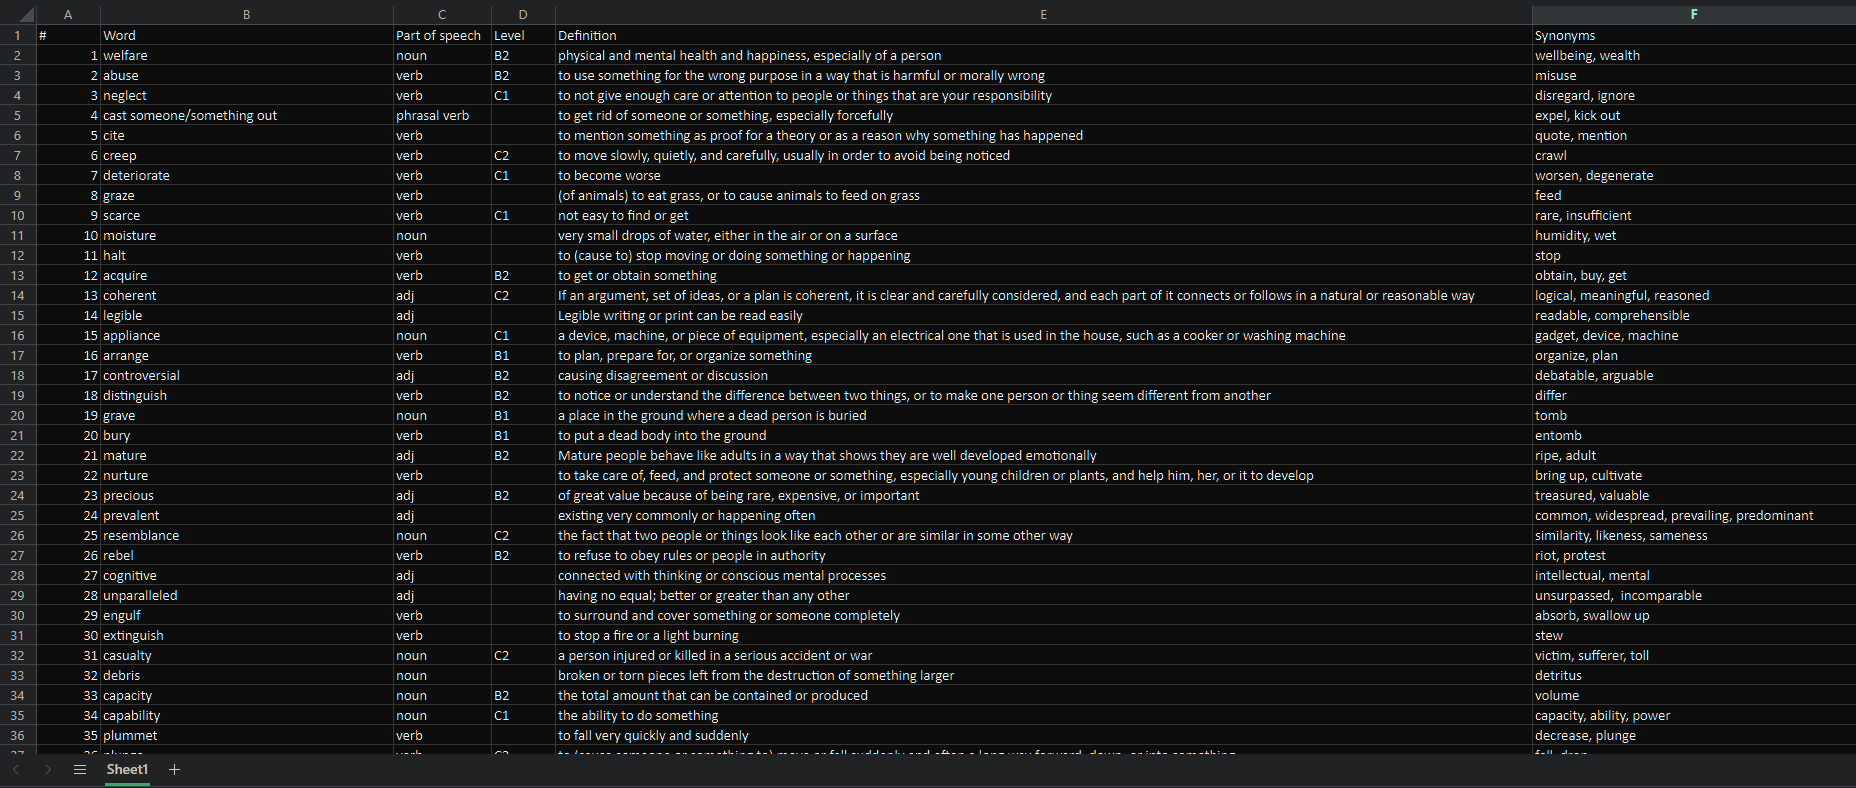 A B C D E F
1 # Word Part of speech Level Definition Synonyms
2 1 welfare noun B2 physical and mental health and happiness, especially of a person wellbeing, wealth
3 2 abuse verb B2 to use something for the wrong purpose in a way that is harmful or morally wrong misuse
4 3 neglect verb C1 to not give enough care or attention to people or things that are your responsibility disregard, ignore
5 4 cast someone/something out phrasal verb to get rid of someone or something, especially forcefully expel, kick out
6 5 cite verb to mention something as proof for a theory or as a reason why something has happened quote, mention
7 6 creep verb C2 to move slowly, quietly, and carefully, usually in order to avoid being noticed crawl
8 7 deteriorate verb C1 to become worse worsen, degenerate
9 8 graze verb (of animals) to eat grass, or to cause animals to feed on grass feed
10 9 scarce verb C1 not easy to find or get rare, insufficient
11 10 moisture noun very small drops of water, either in the air or on a surface humidity, wet
12 11 halt verb to (cause to) stop moving or doing something or happening stop
13 12 acquire verb B2 to get or obtain something obtain, buy, get
14 13 coherent adj C2 If an argument, set of ideas, or a plan is coherent, it is clear and carefully considered, and each part of it connects or follows in a natural or reasonable way logical, meaningful, reasoned
15 14 legible adj Legible writing or print can be read easily readable, comprehensible
16 15 appliance noun C1 a device, machine, or piece of equipment, especially an electrical one that is used in the house, such as a cooker or washing machine gadget, device, machine
17 16 arrange verb B1 to plan, prepare for, or organize something organize, plan
18 17 controversial adj B2 causing disagreement or discussion debatable, arguable
19 18 distinguish verb B2 to notice or understand the difference between two things, or to make one person or thing seem different from another differ
20 19 grave noun B1 a place in the ground where a dead person is buried tomb
21 20 bury verb B1 to put a dead body into the ground entomb
22 21 mature adj B2 Mature people behave like adults in a way that shows they are well developed emotionally ripe, adult
23 22 nurture verb to take care of, feed, and protect someone or something, especially young children or plants, and help him, her, or it to develop bring up, cultivate
24 23 precious adj B2 of great value because of being rare, expensive, or important treasured, valuable
25 24 prevalent adj existing very commonly or happening often common, widespread, prevailing, predominant
26 25 resemblance noun C2 the fact that two people or things look like each other or are similar in some other way similarity, likeness, sameness
27 26 rebel verb B2 to refuse to obey rules or people in authority riot, protest
28 27 cognitive adj connected with thinking or conscious mental processes intellectual, mental
29 28 unparalleled adj having no equal; better or greater than any other unsurpassed, incomparable
30 29 engulf verb to surround and cover something or someone completely absorb, swallow up
31 30 extinguish verb to stop a fire or a light burning stew
32 31 casualty noun C2 a person injured or killed in a serious accident or war victim, sufferer, toll
33 32 debris noun broken or torn pieces left from the destruction of something larger detritus
34 33 capacity noun B2 the total amount that can be contained or produced volume
35 34 capability noun C1 the ability to do something capacity, ability, power
36 35 plummet verb to fall very quickly and suddenly decrease, plunge
Sheet1